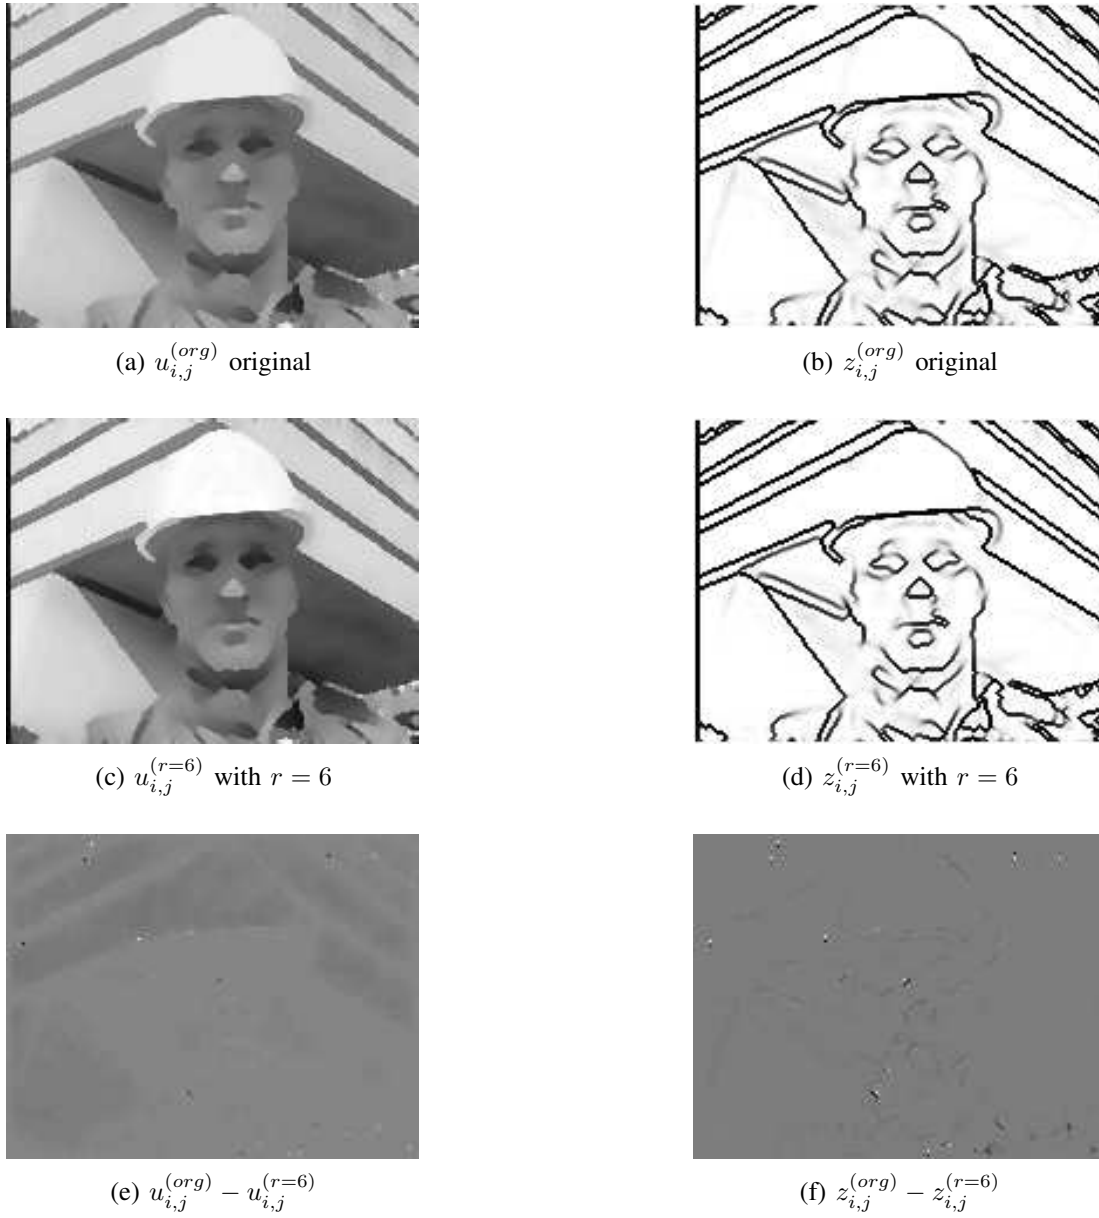 (a) $u_{i,j}^{(org)}$ original
(b) $z_{i,j}^{(org)}$ original
(c) $u_{i,j}^{(r=6)}$ with $r = 6$
(d) $z_{i,j}^{(r=6)}$ with $r = 6$
(e) $u_{i,j}^{(org)} - u_{i,j}^{(r=6)}$
(f) $z_{i,j}^{(org)} - z_{i,j}^{(r=6)}$